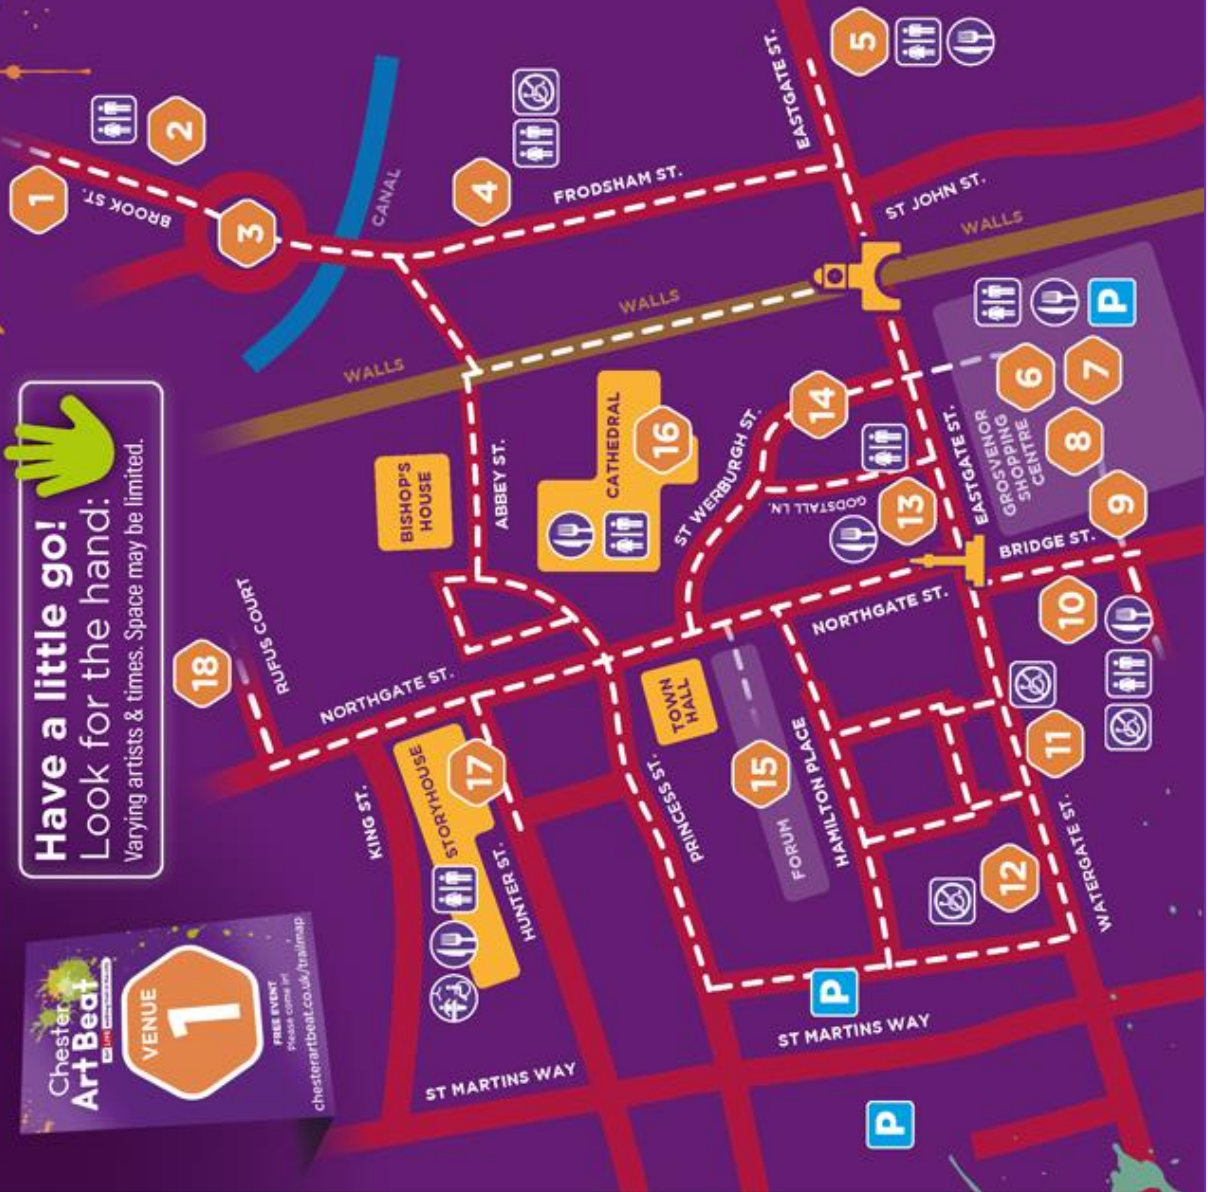 Chester
Art Beat
VENUE
1
FREE EVENT
Please come in!
chesterartbeat.co.uk/trailmap
Have a little go!
Look for the hand:
Varying artists & times. Space may be limited.
1
BROOK ST.
2
3
CANAL
4
FRODSHAM ST.
EASTGATE ST.
5
ST JOHN ST.
WALLS
WALLS
WALLS
18
RUFUS COURT
NORTHGATE ST.
BISHOP'S
HOUSE
ABBEY ST.
CATHEDRAL
16
ST WERBURGH ST.
14
GODSTALL LN.
13
EASTGATE ST.
GROSVENOR
SHOPPING
CENTRE
6
7
8
9
P
BRIDGE ST.
10
NORTHGATE ST.
KING ST.
STORYHOUSE
17
HUNTER ST.
TOWN
HALL
PRINCESS ST.
15
FORUM
HAMILTON PLACE
11
12
WATERGATE ST.
P
ST MARTINS WAY
ST MARTINS WAY
P